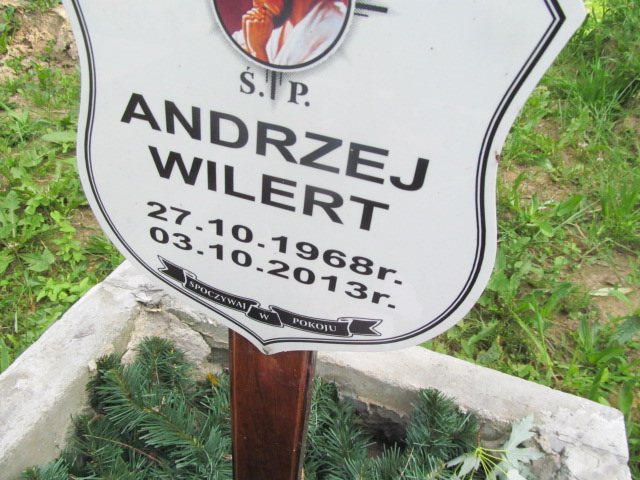 Ś. P.
ANDRZEJ
WILERT
27.10.1968r.
03.10.2013r.
SPOCZYWAJ W POKOJU